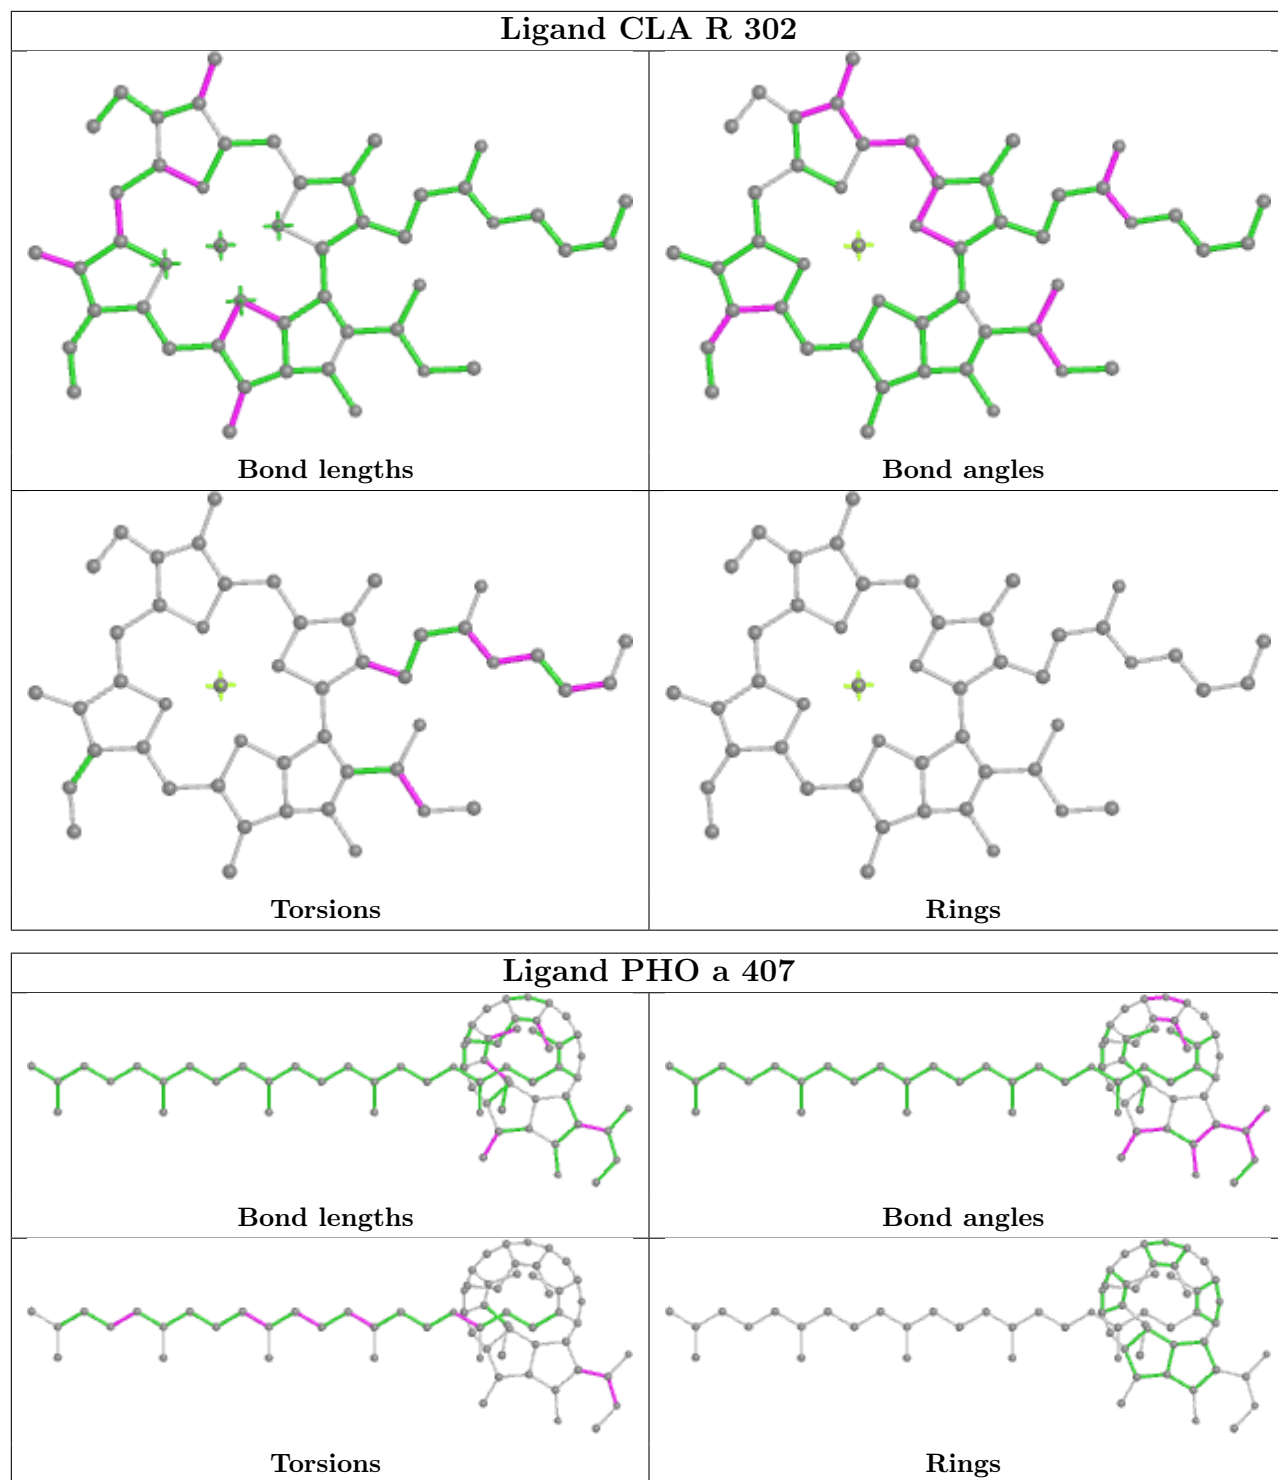 Ligand CLA R 302
Bond lengths
Bond angles
Torsions
Rings
Ligand PHO a 407
Bond lengths
Bond angles
Torsions
Rings